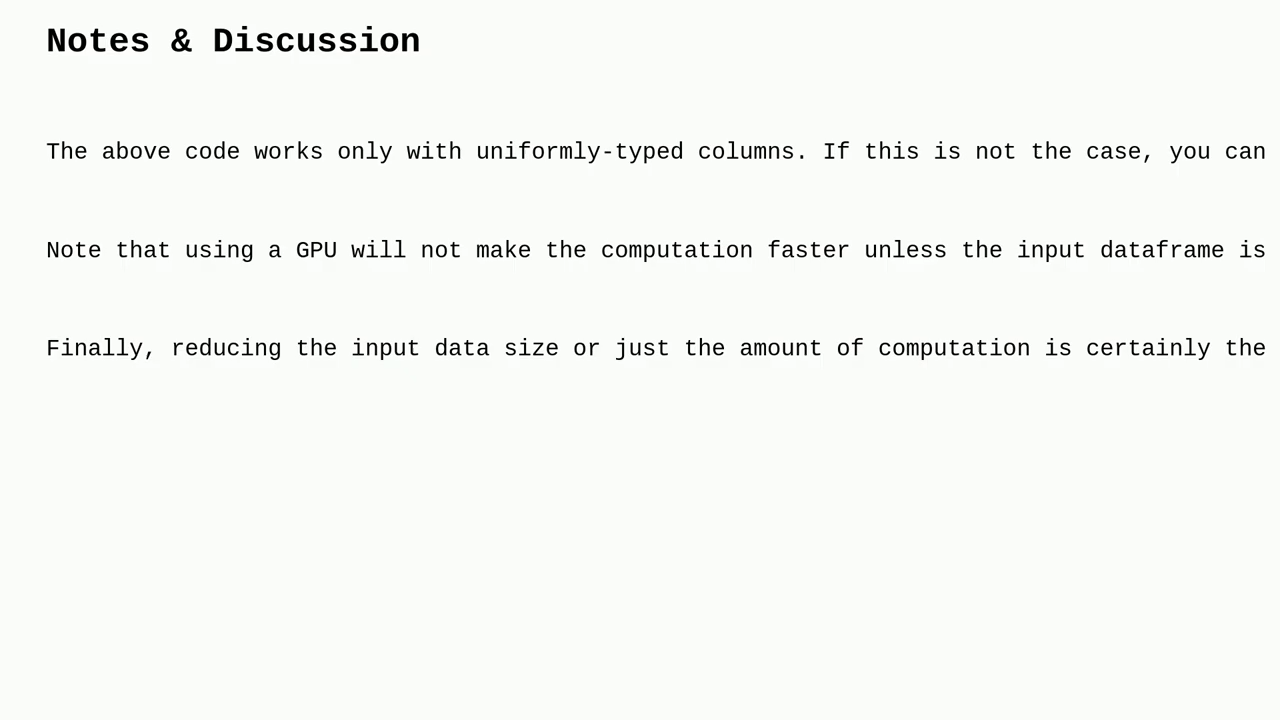 Notes & Discussion
The above code works only with uniformly-typed columns. If this is not the case, you can
Note that using a GPU will not make the computation faster unless the input dataframe is
Finally, reducing the input data size or just the amount of computation is certainly the